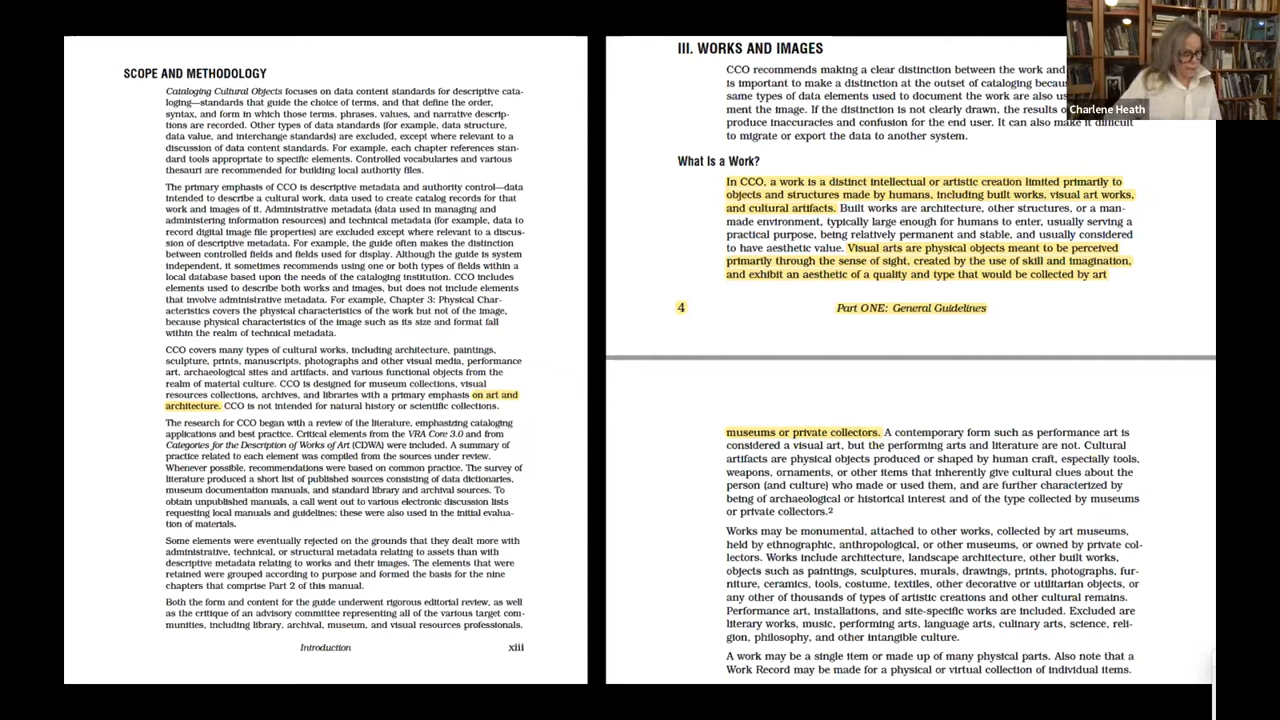 SCOPE AND METHODOLOGY
Cataloging Cultural Objects focuses on data content standards for descriptive cata-
loging—standards that guide the choice of terms, and that define the order,
syntax, and form in which those terms, phrases, values, and narrative descrip-
tions are recorded. Other types of data standards (for example, data structure,
data value, and interchange standards) are excluded, except where relevant to a
discussion of data content standards. For example, each chapter references stan-
dard tools appropriate to specific elements. Controlled vocabularies and various
thesauri are recommended for building local authority files.
The primary emphasis of CCO is descriptive metadata and authority control—data
intended to describe a cultural work, data used to create catalog records for that
work and images of it. Administrative metadata (data used in managing and
administering information resources) and technical metadata (for example, data to
record digital image file properties) are excluded except where relevant to a discus-
sion of descriptive metadata. For example, the guide often makes the distinction
between controlled fields and fields used for display. Although the guide is system
independent, it sometimes recommends using one or both types of fields within a
local database based upon the needs of the cataloging institution. CCO includes
elements used to describe both works and images, but does not include elements
that involve administrative metadata. For example, Chapter 3: Physical Char-
acteristics covers the physical characteristics of the work but not of the image,
because physical characteristics of the image such as its size and format fall
within the realm of technical metadata.
CCO covers many types of cultural works, including architecture, paintings,
sculpture, prints, manuscripts, photographs and other visual media, performance
art, archaeological sites and artifacts, and various functional objects from the
realm of material culture. CCO is designed for museum collections, visual
resources collections, archives, and libraries with a primary emphasis on art and
architecture. CCO is not intended for natural history or scientific collections.
The research for CCO began with a review of the literature, emphasizing cataloging
applications and best practice. Critical elements from the VRA Core 3.0 and from
Categories for the Description of Works of Art (CDWA) were included. A summary of
practice related to each element was compiled from the sources under review.
Whenever possible, recommendations were based on common practice. The survey of
literature produced a short list of published sources consisting of data dictionaries,
museum documentation manuals, and standard library and archival sources. To
obtain unpublished manuals, a call went out to various electronic discussion lists
requesting local manuals and guidelines; these were also used in the initial evalua-
tion of materials.
Some elements were eventually rejected on the grounds that they dealt more with
administrative, technical, or structural metadata relating to assets than with
descriptive metadata relating to works and their images. The elements that were
retained were grouped according to purpose and formed the basis for the nine
chapters that comprise Part 2 of this manual.
Both the form and content for the guide underwent rigorous editorial review, as well
as the critique of an advisory committee representing all of the various target com-
munities, including library, archival, museum, and visual resources professionals.
Introduction xiii
III. WORKS AND IMAGES
CCO recommends making a clear distinction between the work and
is important to make a distinction at the outset of cataloging becau
same types of data elements used to document the work are also us
ment the image. If the distinction is not clearly drawn, the results o
produce inaccuracies and confusion for the end user. It can also make it difficult
to migrate or export the data to another system.
Charlene Heath
What Is a Work?
In CCO, a work is a distinct intellectual or artistic creation limited primarily to
objects and structures made by humans, including built works, visual art works,
and cultural artifacts. Built works are architecture, other structures, or a man-
made environment, typically large enough for humans to enter, usually serving a
practical purpose, being relatively permanent and stable, and usually considered
to have aesthetic value. Visual arts are physical objects meant to be perceived
primarily through the sense of sight, created by the use of skill and imagination,
and exhibit an aesthetic of a quality and type that would be collected by art
4 Part ONE: General Guidelines
museums or private collectors. A contemporary form such as performance art is
considered a visual art, but the performing arts and literature are not. Cultural
artifacts are physical objects produced or shaped by human craft, especially tools,
weapons, ornaments, or other items that inherently give cultural clues about the
person (and culture) who made or used them, and are further characterized by
being of archaeological or historical interest and of the type collected by museums
or private collectors.2
Works may be monumental, attached to other works, collected by art museums,
held by ethnographic, anthropological, or other museums, or owned by private col-
lectors. Works include architecture, landscape architecture, other built works,
objects such as paintings, sculptures, murals, drawings, prints, photographs, fur-
niture, ceramics, tools, costume, textiles, other decorative or utilitarian objects, or
any other of thousands of types of artistic creations and other cultural remains.
Performance art, installations, and site-specific works are included. Excluded are
literary works, music, performing arts, language arts, culinary arts, science, reli-
gion, philosophy, and other intangible culture.
A work may be a single item or made up of many physical parts. Also note that a
Work Record may be made for a physical or virtual collection of individual items.